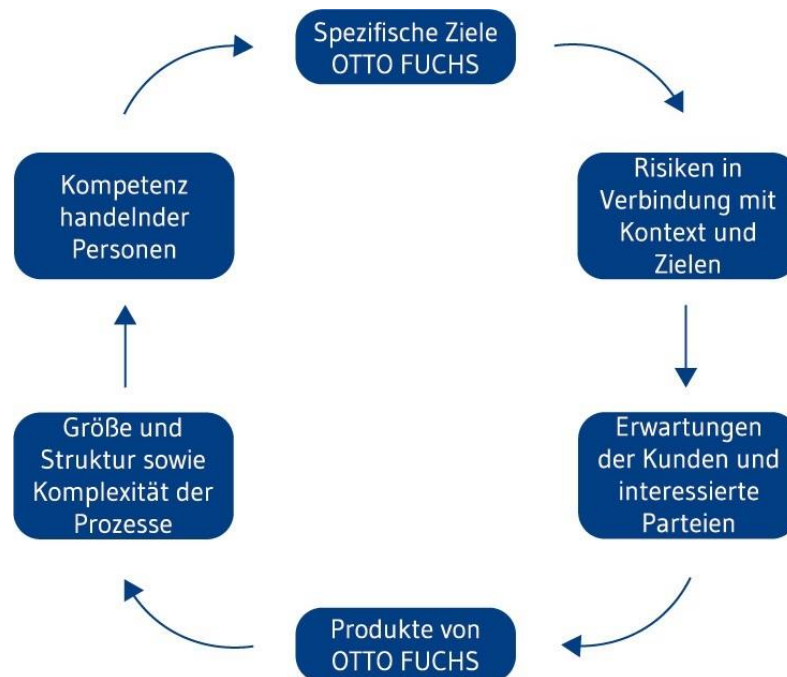 Spezifische Ziele
OTTO FUCHS
Risiken in
Verbindung mit
Kontext und
Zielen
Erwartungen
der Kunden und
interessierte
Parteien
Produkte von
OTTO FUCHS
Größe und
Struktur sowie
Komplexität der
Prozesse
Kompetenz
handelnder
Personen